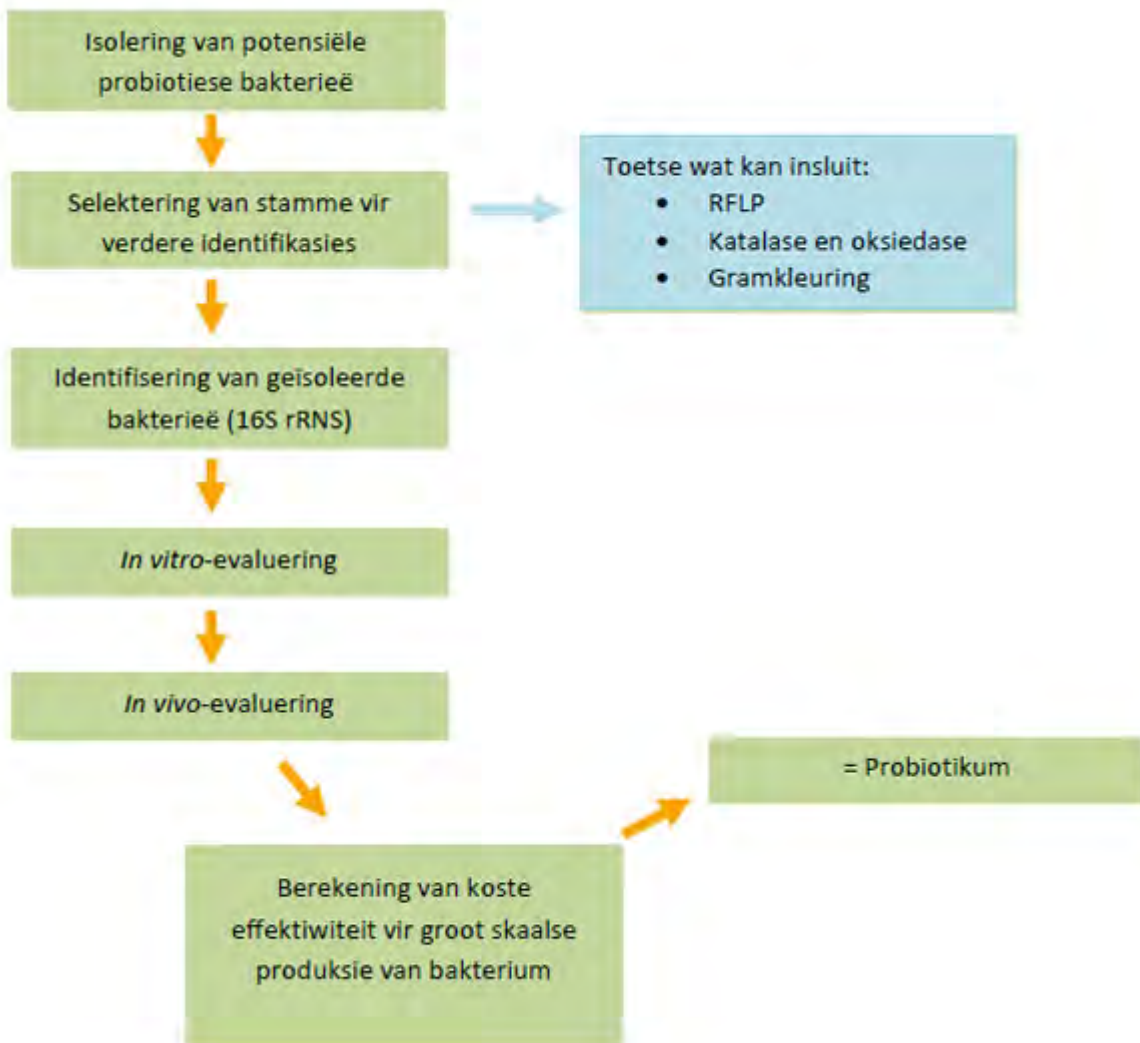 Isolering van potensiële
probiotiese bakterieë
Selektering van stamme vir
verdere identifikasies
Toetse wat kan insluit:
• RFLP
• Katalase en oksiedase
• Gramkleuring
Identifisering van geïsoleerde
bakterieë (16S rRNS)
In vitro-evaluering
In vivo-evaluering
= Probiotikum
Berekening van koste
effektiwiteit vir groot skaalse
produksie van bakterium